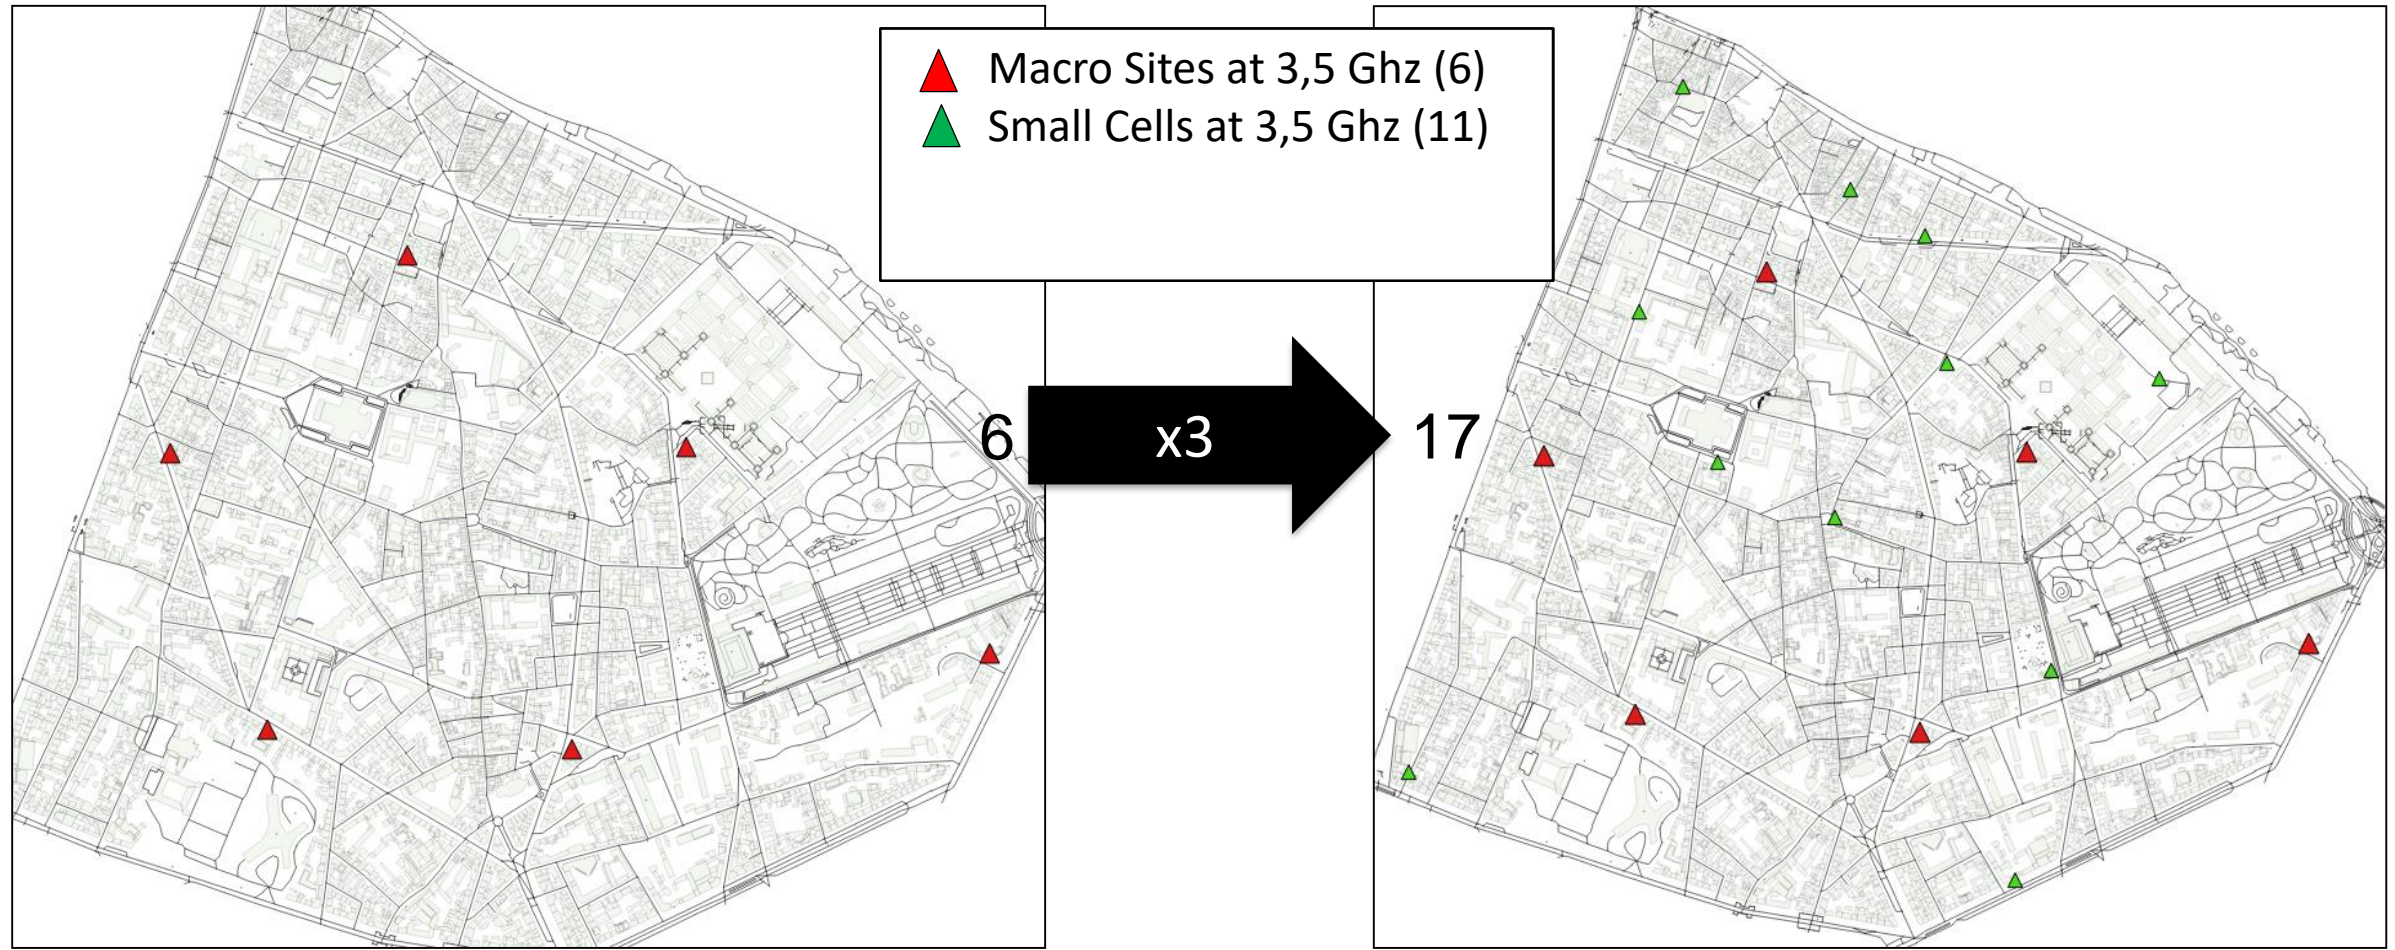 Macro Sites at 3,5 Ghz (6)
Small Cells at 3,5 Ghz (11)
6
x3
17